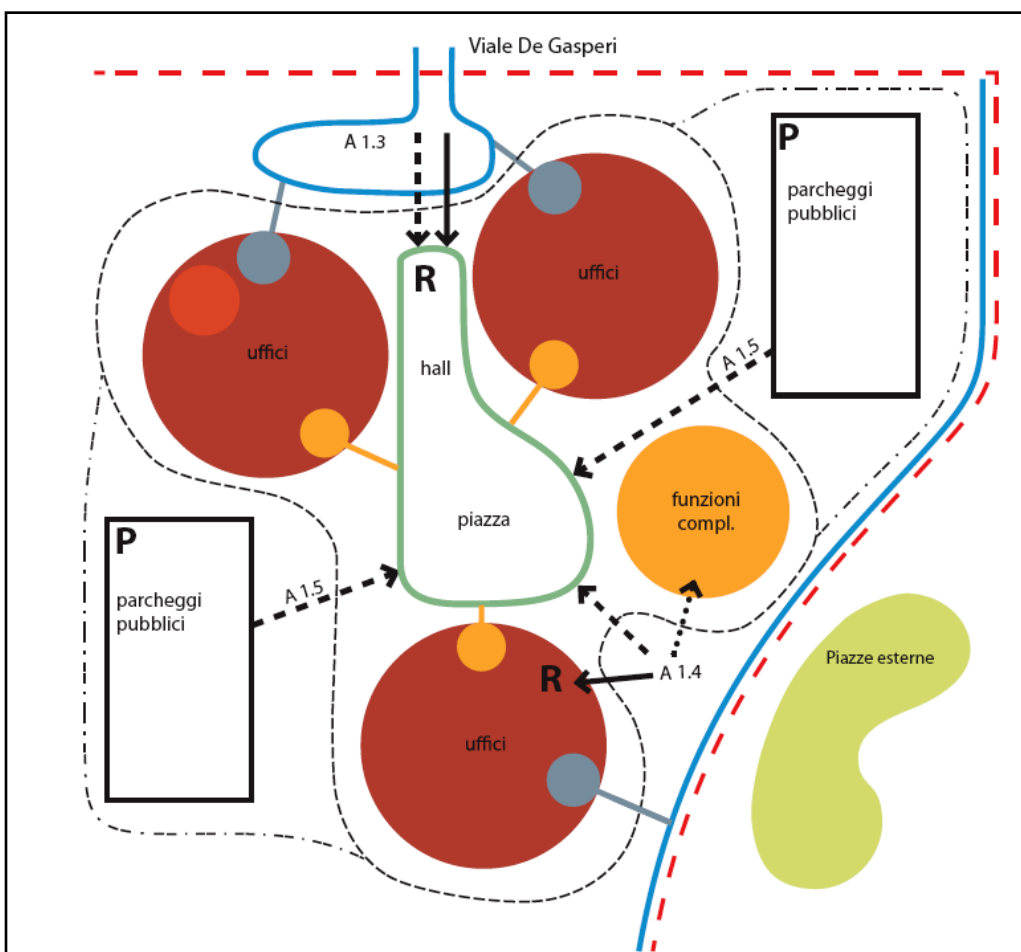 Viale De Gasperi
A 1.3
P
parcheggi
pubblici
R
uffici
uffici
hall
A 1.5
funzioni
compl.
piazza
P
parcheggi
pubblici
A 1.5
Piazze esterne
R
A 1.4
uffici